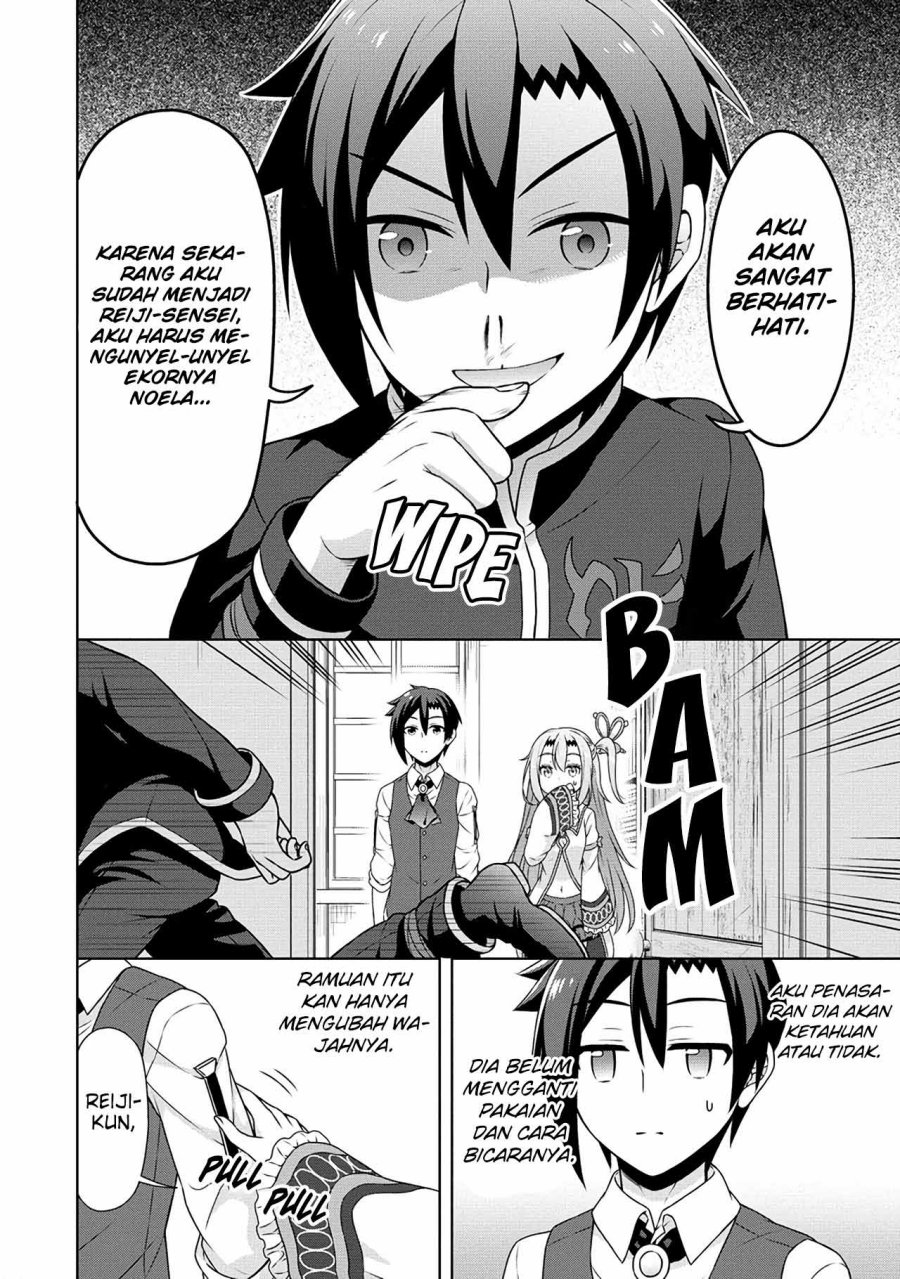 AKU
AKAN
SANGAT
BERHATI-
HATI.
KARENA SEKA-
RANG AKU
SUDAH MENJADI
REIJI-SENSEI,
AKU HARUS ME-
NGUNYEL-UNYEL
EKORNYA
NOELA...
WIPE
BAM
AKU PENASA-
RAN DIA AKAN
KETAHUAN
ATAU TIDAK.
DIA BELUM
MENGGANTI
PAKAIAN
DAN CARA
BICARANYA.
RAMUAN ITU
KAN HANYA
MENGUBAH WA-
JAHNYA.
REIJI-
KUN,
PULL
PULL